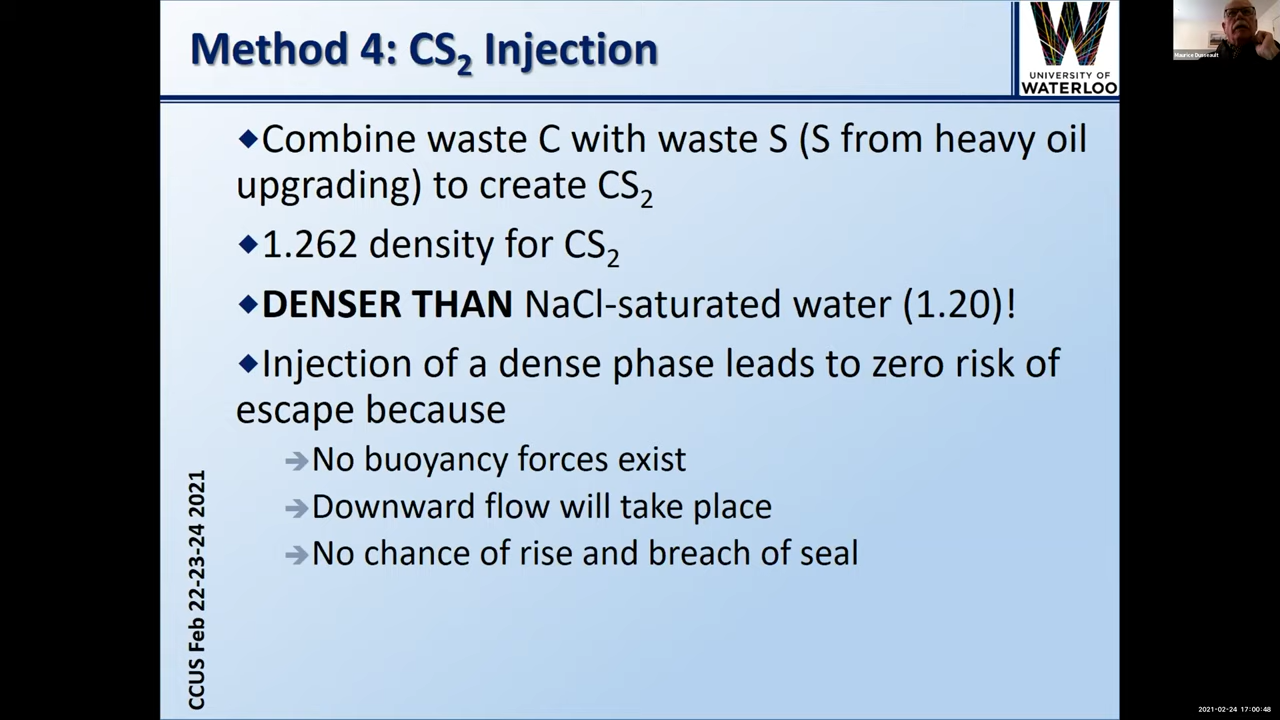 Method 4: CS2 Injection
UNIVERSITY OF
WATERLOO
◆Combine waste C with waste S (S from heavy oil
upgrading) to create CS2
◆1.262 density for CS2
◆DENSER THAN NaCl-saturated water (1.20)!
◆Injection of a dense phase leads to zero risk of
escape because
➔No buoyancy forces exist
➔Downward flow will take place
➔No chance of rise and breach of seal
CCUS Feb 22-23-24 2021
Maurice Dusseault
2021-02-24 17:00:48